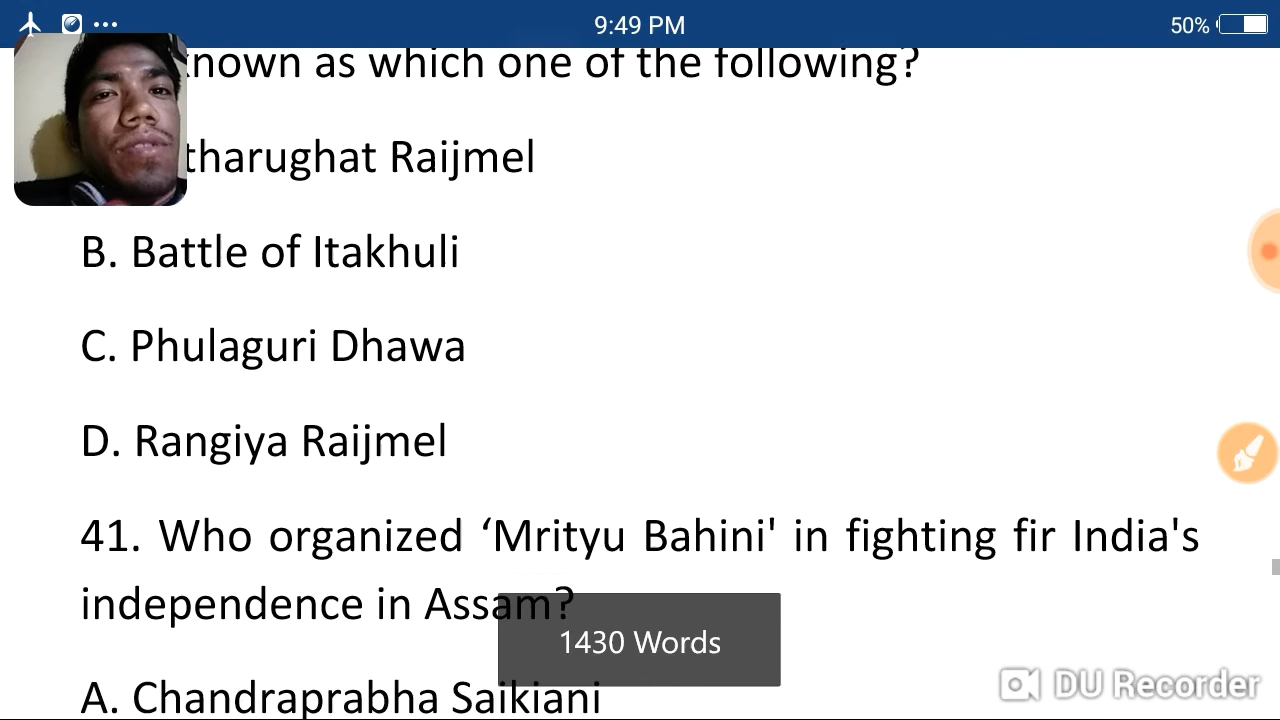 9:49 PM
50%
known as which one of the following?
tharughat Raijmel
B. Battle of Itakhuli
C. Phulaguri Dhawa
D. Rangiya Raijmel
41. Who organized ‘Mrityu Bahini' in fighting fir India's
independence in Assam?
1430 Words
A. Chandraprabha Saikiani
DU Recorder